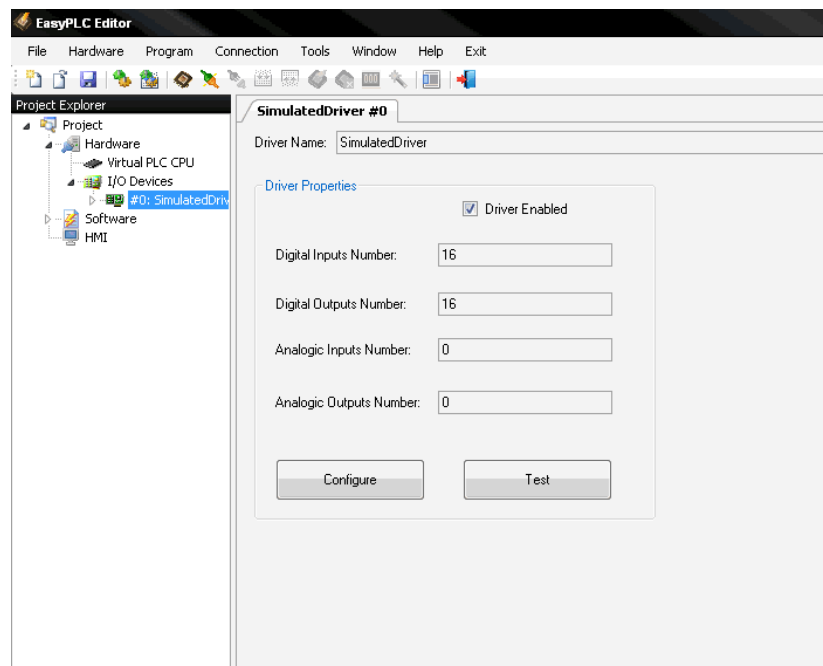 EasyPLC Editor
File Hardware Program Connection Tools Window Help Exit
Project Explorer
Project
Hardware
Virtual PLC CPU
I/O Devices
#0: SimulatedDriv
Software
HMI
SimulatedDriver #0
Driver Name: SimulatedDriver
Driver Properties
Driver Enabled
Digital Inputs Number: 16
Digital Outputs Number: 16
Analogic Inputs Number: 0
Analogic Outputs Number: 0
Configure Test